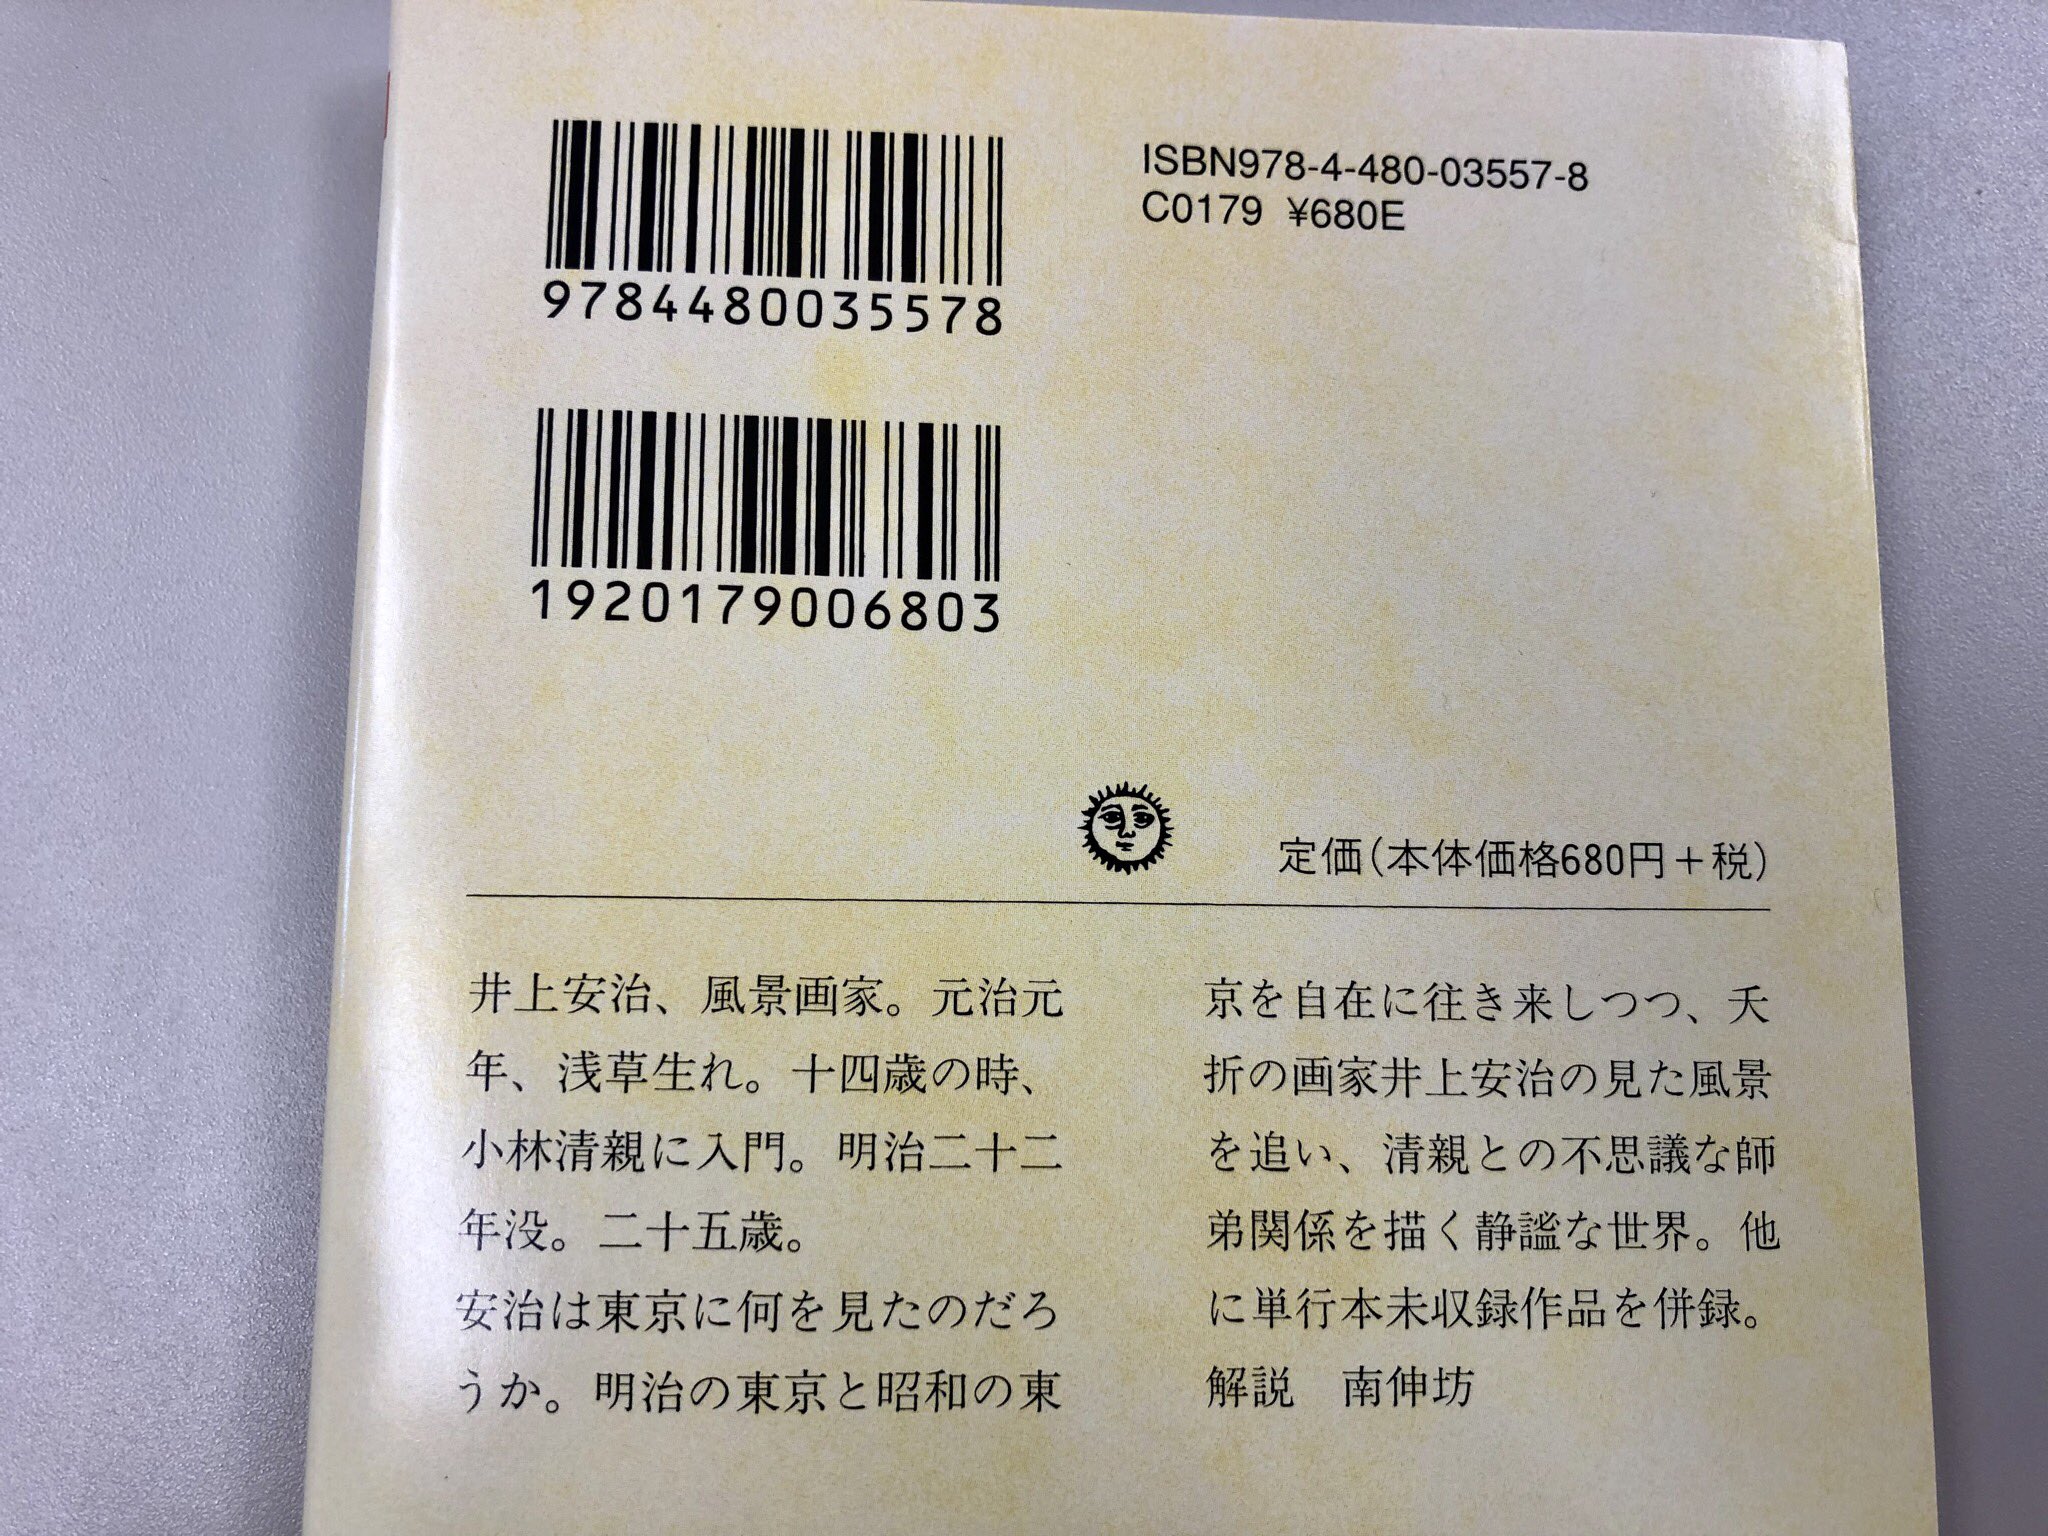 9784480035578
ISBN978-4-480-03557-8
C0179 ¥680E
1920179006803
定価(本体価格680円+税)
井上安治、風景画家。元治元
年、浅草生れ。十四歳の時、
小林清親に入門。明治二十二
年没。二十五歳。
安治は東京に何を見たのだろ
うか。明治の東京と昭和の東
京を自在に往き来しつつ、夭
折の画家井上安治の見た風景
を追い、清親との不思議な師
弟関係を描く静謐な世界。他
に単行本未収録作品を併録。
解説　南伸坊